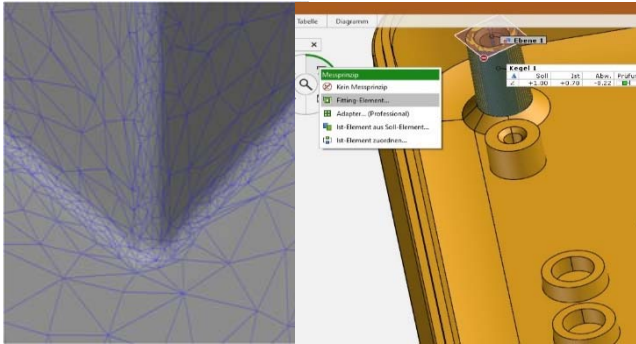 Tabelle Diagramm
Ebene 1
Kegel 1
Soll Ist Abw.
+1.00 +0.78 -0.22
Messprinzip
Kein Messprinzip
Fitting-Element...
Adapter... (Professional)
Ist-Element aus Soll-Element...
Ist-Element zuordnen...